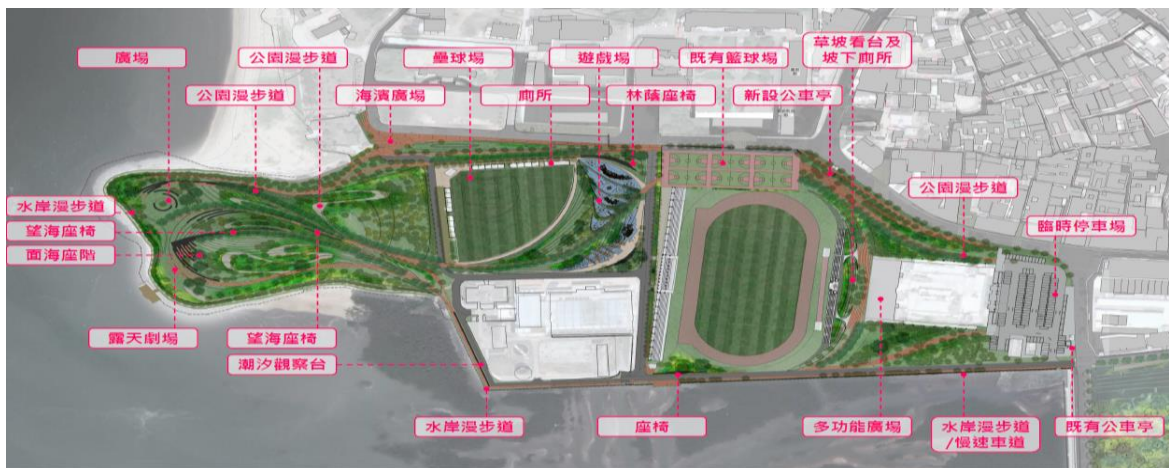 廣場
公園漫步道
壘球場
遊戲場
既有籃球場
草坡看台及
坡下廁所
公園漫步道
海濱廣場
廁所
林蔭座椅
新設公車亭
公園漫步道
水岸漫步道
臨時停車場
望海座椅
面海座階
露天劇場
望海座椅
潮汐觀察台
水岸漫步道
座椅
多功能廣場
水岸漫步道
/慢速車道
既有公車亭